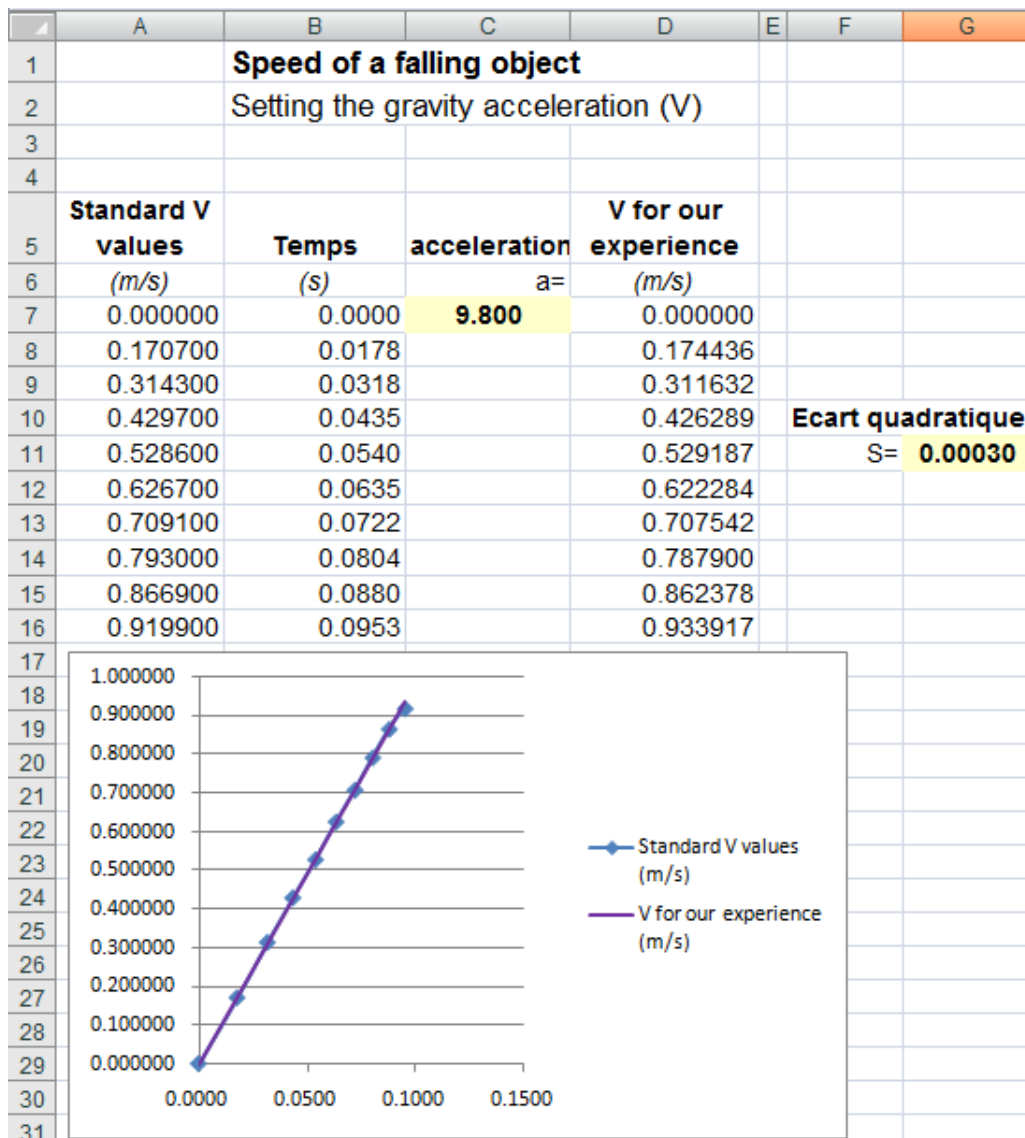 A B C D E F G
1 Speed of a falling object
2 Setting the gravity acceleration (V)
3
4
Standard V V for our
5 values Temps acceleration experience
6 (m/s) (s) a= (m/s)
7 0.000000 0.0000 9.800 0.000000
8 0.170700 0.0178 0.174436
9 0.314300 0.0318 0.311632
10 0.429700 0.0435 0.426289 Ecart quadratique
11 0.528600 0.0540 0.529187 S= 0.00030
12 0.626700 0.0635 0.622284
13 0.709100 0.0722 0.707542
14 0.793000 0.0804 0.787900
15 0.866900 0.0880 0.862378
16 0.919900 0.0953 0.933917
17
18 1.000000
19 0.900000
20 0.800000
21 0.700000
22 0.600000
23 0.500000 Standard V values
(m/s)
24 0.400000
V for our experience
25 0.300000 (m/s)
26
27 0.200000
28 0.100000
29 0.000000
30 0.0000 0.0500 0.1000 0.1500
31